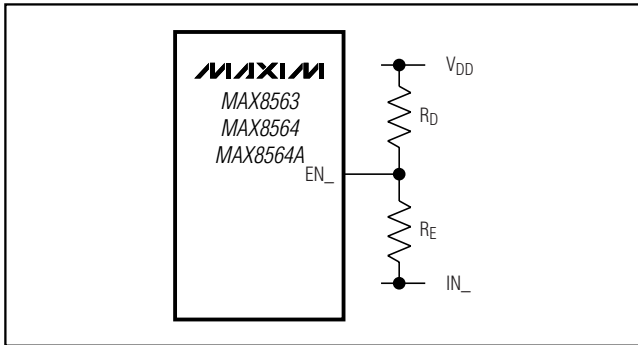 MAXIM
MAX8563
MAX8564
MAX8564A
EN_
VDD
RD
RE
IN_